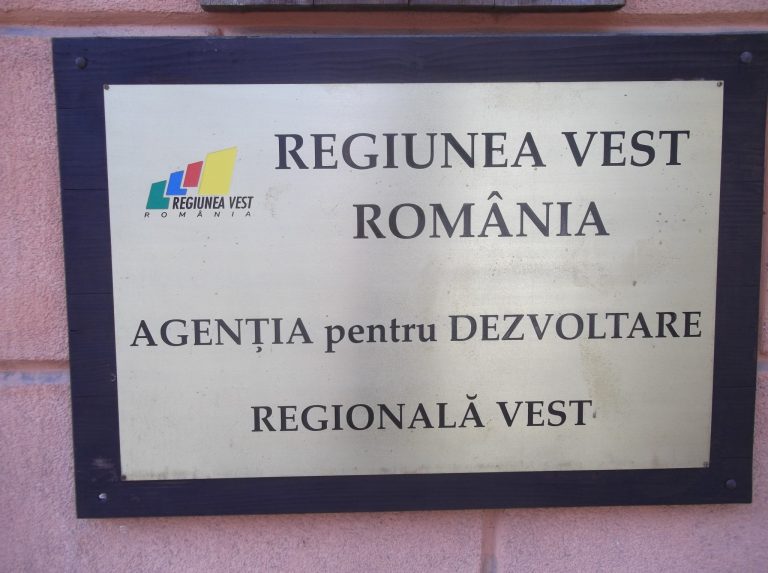 REGIUNEA VEST
ROMÂNIA
REGIUNEA VEST
ROMÂNIA
AGENȚIA pentru DEZVOLTARE
REGIONALĂ VEST